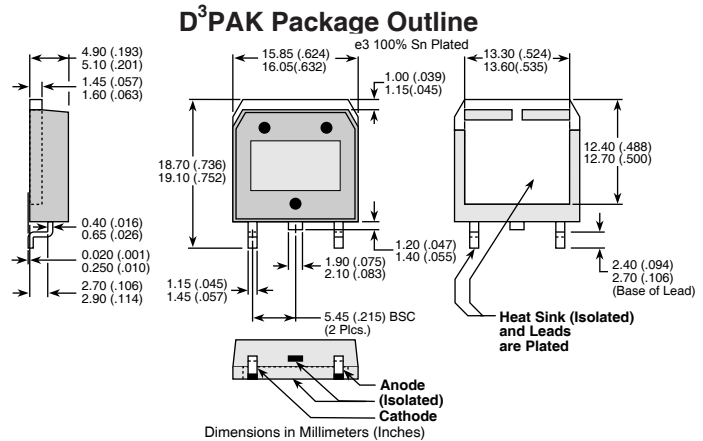 D3PAK Package Outline
e3 100% Sn Plated
4.90 (.193)
5.10 (.201)
1.45 (.057)
1.60 (.063)
15.85 (.624)
16.05(.632)
1.00 (.039)
1.15(.045)
13.30 (.524)
13.60(.535)
18.70 (.736)
19.10 (.752)
12.40 (.488)
12.70 (.500)
0.40 (.016)
0.65 (.026)
0.020 (.001)
0.250 (.010)
2.70 (.106)
2.90 (.114)
1.15 (.045)
1.45 (.057)
1.90 (.075)
2.10 (.083)
1.20 (.047)
1.40 (.055)
2.40 (.094)
2.70 (.106)
(Base of Lead)
5.45 (.215) BSC
(2 Plcs.)
Heat Sink (Isolated)
and Leads
are Plated
Anode
(Isolated)
Cathode
Dimensions in Millimeters (Inches)